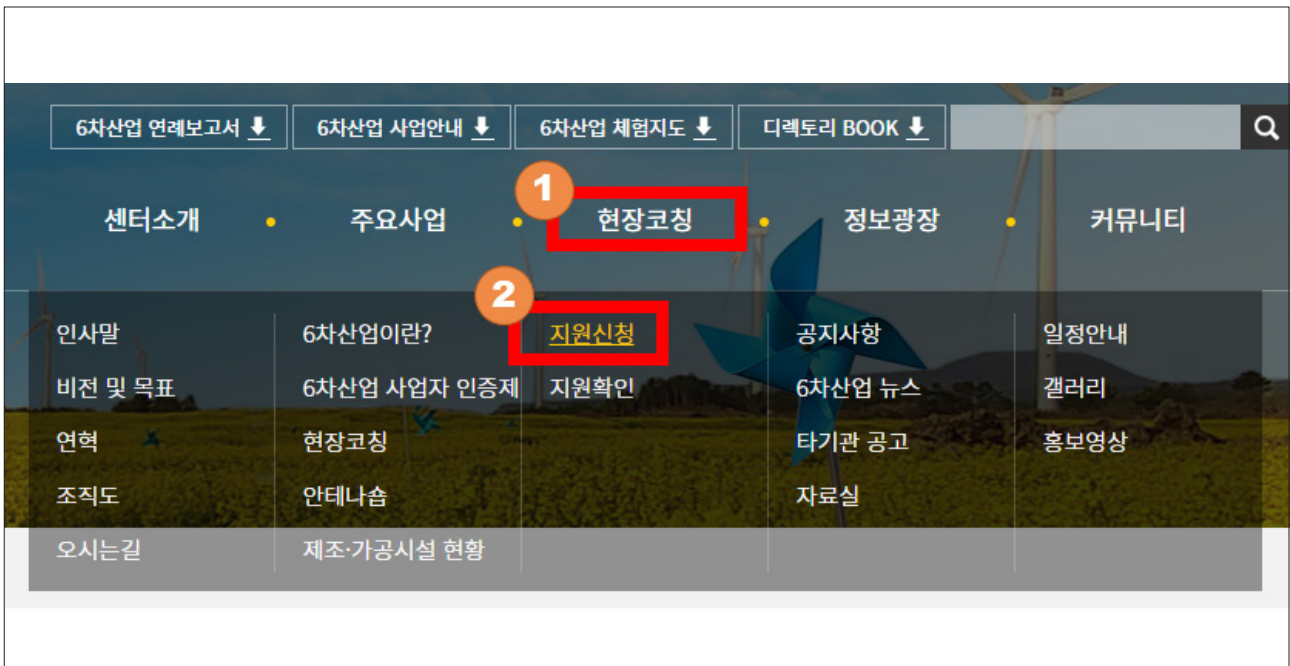 6차산업 연례보고서
6차산업 사업안내
6차산업 체험지도
디렉토리 BOOK
1
센터소개
주요사업
현장코칭
정보광장
커뮤니티
2
인사말
6차산업이란?
지원신청
공지사항
일정안내
비전 및 목표
6차산업 사업자 인증제
지원확인
6차산업 뉴스
갤러리
연혁
현장코칭
타기관 공고
홍보영상
조직도
안테나숍
자료실
오시는길
제조·가공시설 현황